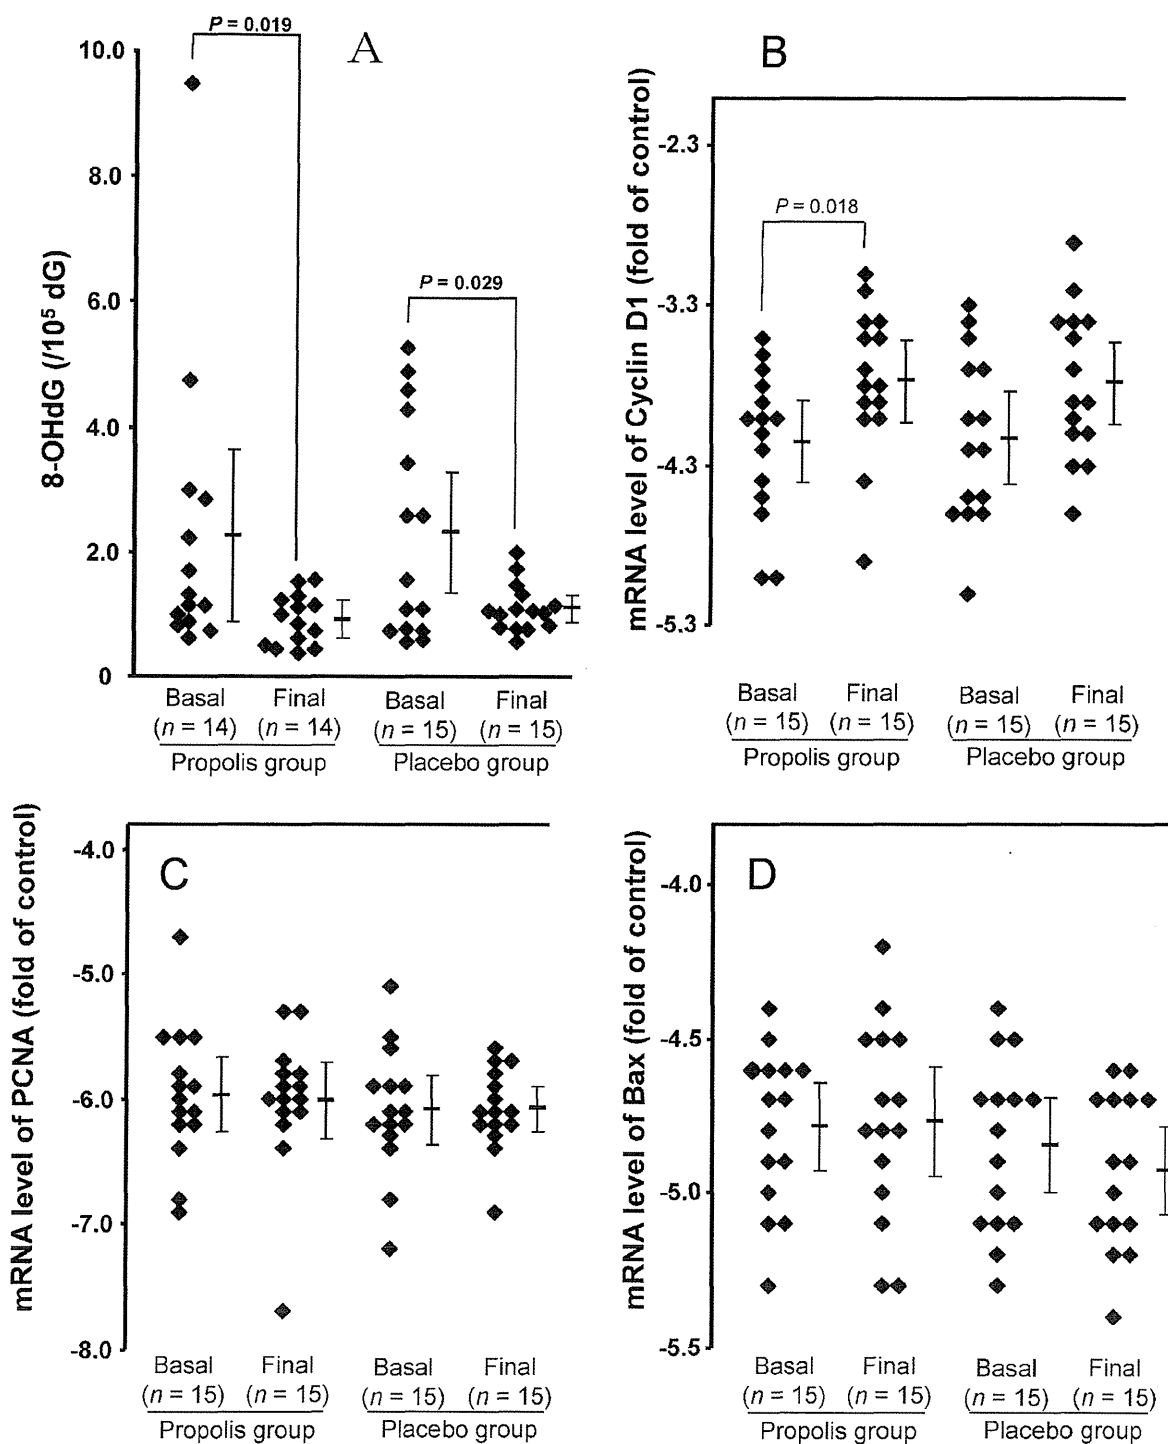 A
P = 0.019
P = 0.029
8-OHdG (/10⁵ dG)
10.0
8.0
6.0
4.0
2.0
0
Basal Final Basal Final
(n = 14) (n = 14) (n = 15) (n = 15)
Propolis group Placebo group
B
P = 0.018
mRNA level of Cyclin D1 (fold of control)
-2.3
-3.3
-4.3
-5.3
Basal Final Basal Final
(n = 15) (n = 15) (n = 15) (n = 15)
Propolis group Placebo group
C
mRNA level of PCNA (fold of control)
-4.0
-5.0
-6.0
-7.0
-8.0
Basal Final Basal Final
(n = 15) (n = 15) (n = 15) (n = 15)
Propolis group Placebo group
D
mRNA level of Bax (fold of control)
-4.0
-4.5
-5.0
-5.5
Basal Final Basal Final
(n = 15) (n = 15) (n = 15) (n = 15)
Propolis group Placebo group